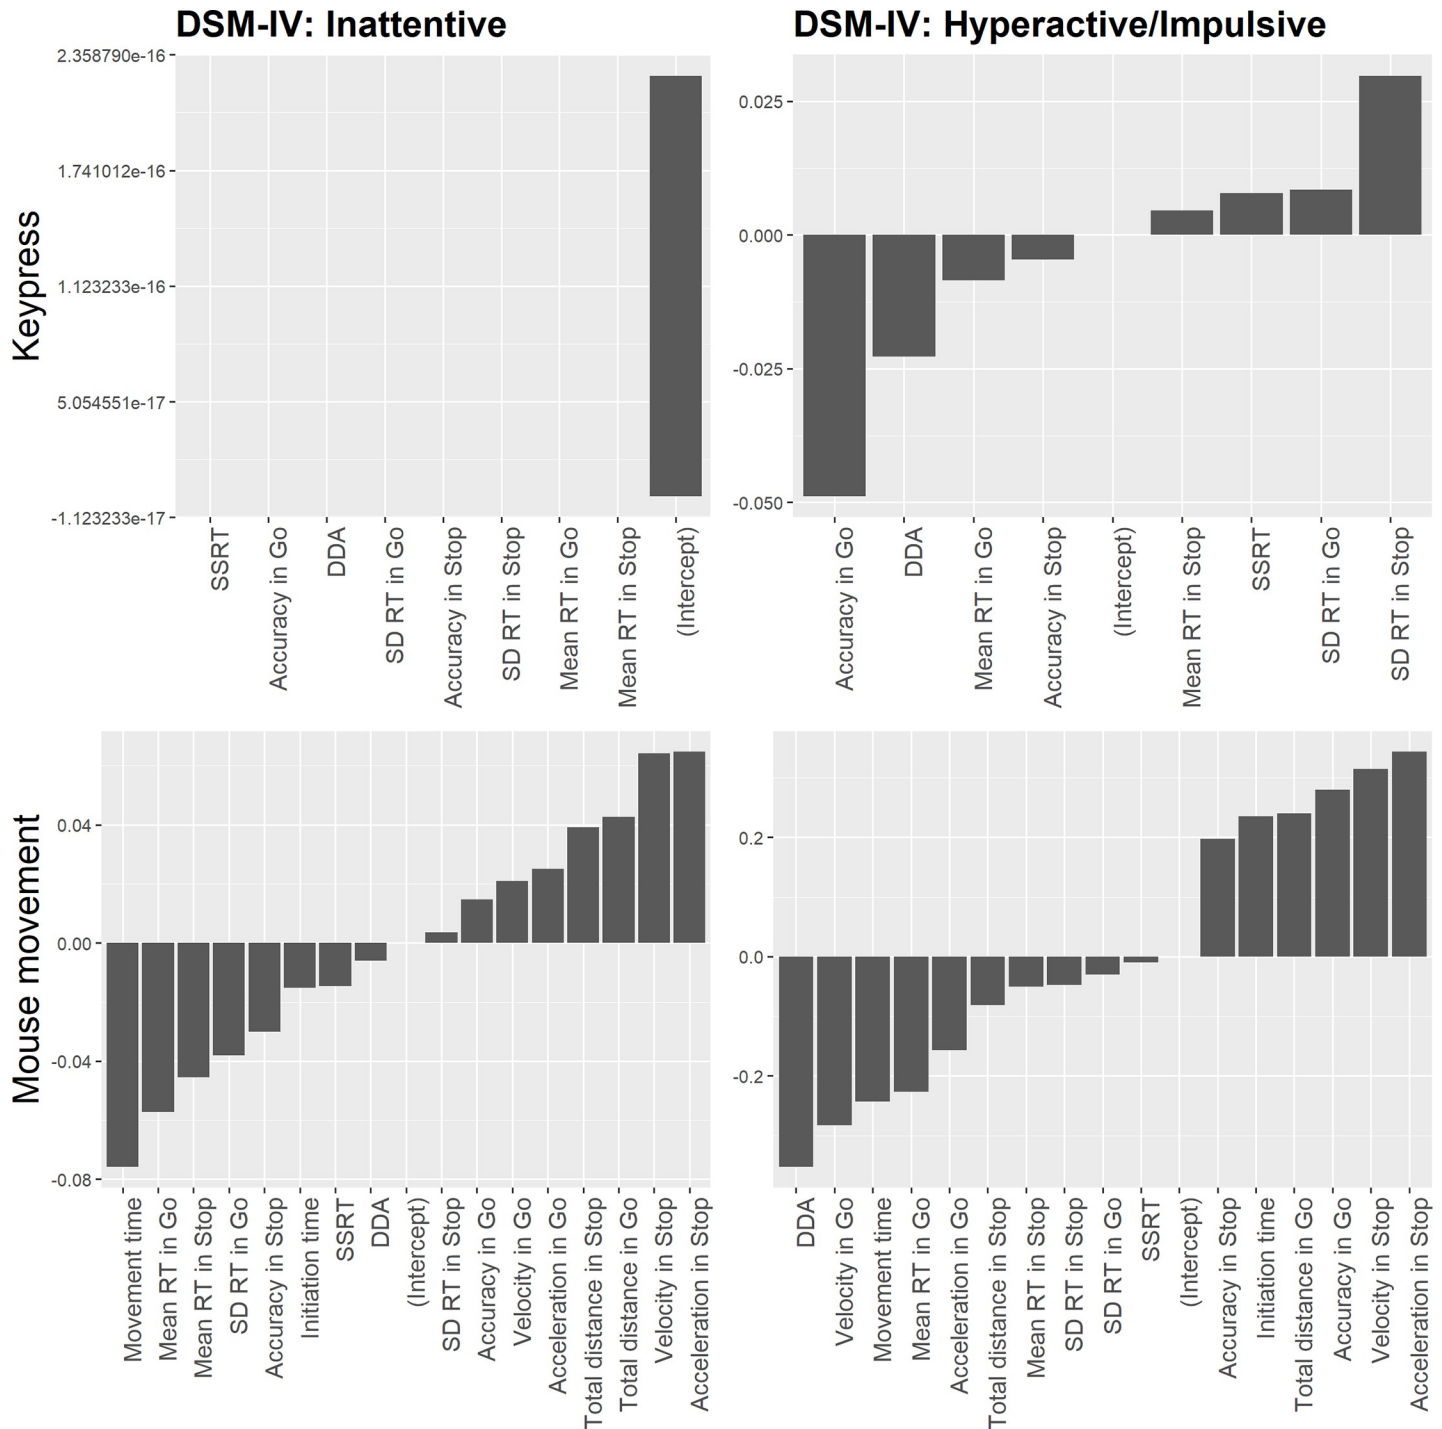 DSM-IV: Inattentive
DSM-IV: Hyperactive/Impulsive
Keypress
2.358790e-16
1.741012e-16
1.123233e-16
5.054551e-17
-1.123233e-17
SSRT
Accuracy in Go
DDA
SD RT in Go
Accuracy in Stop
SD RT in Stop
Mean RT in Go
Mean RT in Stop
(Intercept)
0.025
0.000
-0.025
-0.050
Accuracy in Go
DDA
Mean RT in Go
Accuracy in Stop
(Intercept)
Mean RT in Stop
SSRT
SD RT in Go
SD RT in Stop
Mouse movement
0.04
0.00
-0.04
-0.08
Movement time
Mean RT in Go
Mean RT in Stop
SD RT in Go
Accuracy in Stop
Initiation time
SSRT
DDA
(Intercept)
SD RT in Stop
Accuracy in Go
Velocity in Go
Acceleration in Go
Total distance in Stop
Total distance in Go
Velocity in Stop
Acceleration in Stop
0.2
0.0
-0.2
DDA
Velocity in Go
Movement time
Mean RT in Go
Acceleration in Go
Total distance in Stop
Mean RT in Stop
SD RT in Stop
SD RT in Go
SSRT
(Intercept)
Accuracy in Stop
Initiation time
Total distance in Go
Accuracy in Go
Velocity in Stop
Acceleration in Stop